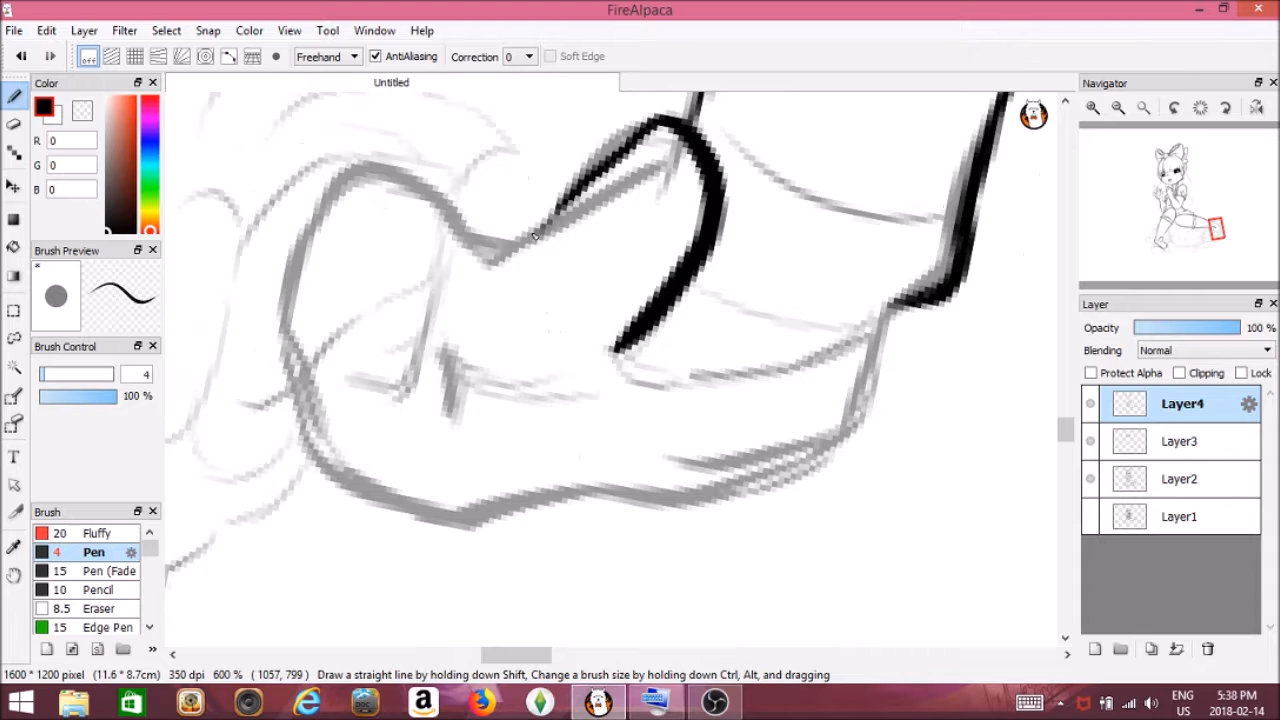 FireAlpaca
File Edit Layer Filter Select Snap Color View Tool Window Help
off Freehand AntiAliasing Correction 0 Soft Edge
Color
Untitled
Navigator
R 0
G 0
B 0
Brush Preview
*
Brush Control
4
100 %
Layer
Opacity 100 %
Blending Normal
Protect Alpha Clipping Lock
Layer4
Layer3
Layer2
Layer1
Brush
20 Fluffy
4 Pen
15 Pen (Fade
10 Pencil
8.5 Eraser
15 Edge Pen
1600 * 1200 pixel (11.6 * 8.7cm) 350 dpi 600 % ( 1057, 799 ) Draw a straight line by holding down Shift, Change a brush size by holding down Ctrl, Alt, and dragging
ENG 5:38 PM
US 2018-02-14